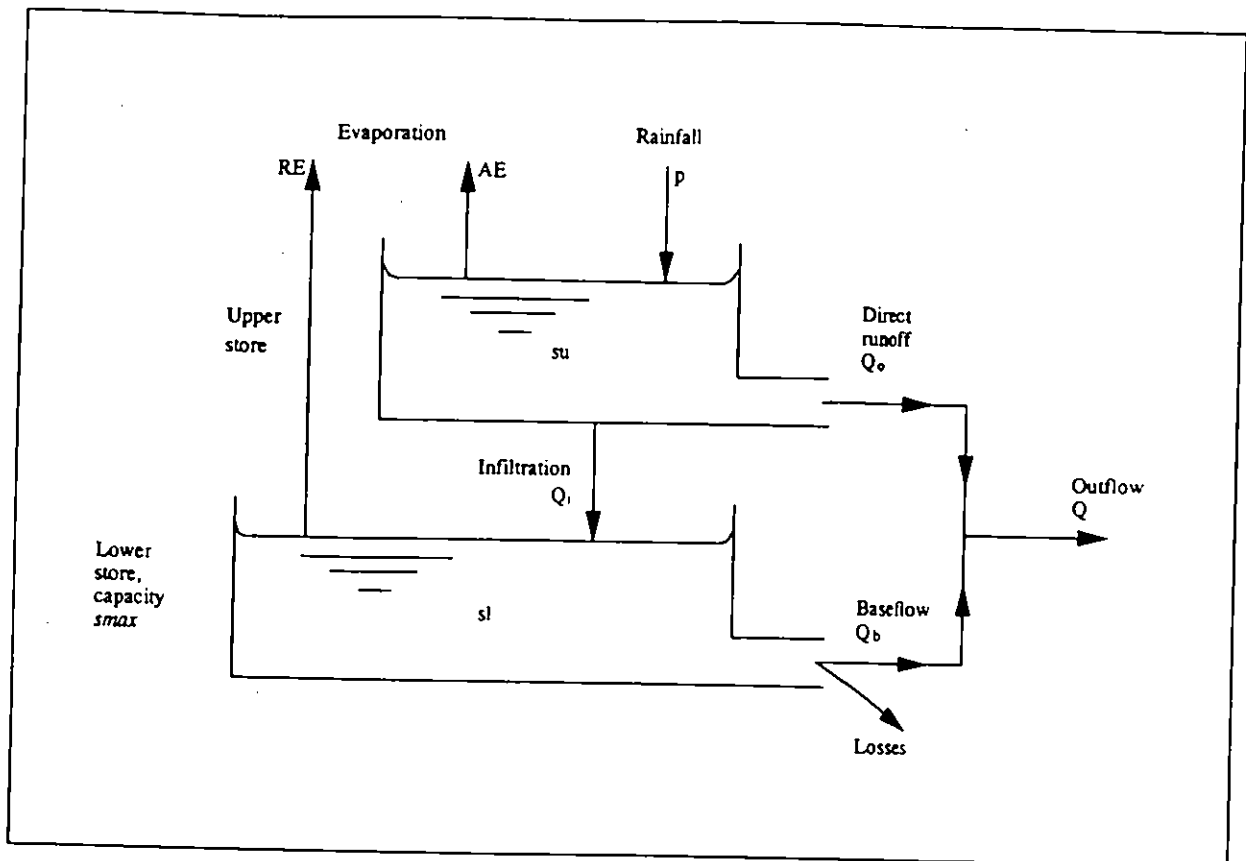 Evaporation
Rainfall
RE
AE
p
Upper
store
su
Direct
runoff
Qo
Infiltration
Qi
Outflow
Q
Lower
store,
capacity
smax
sl
Baseflow
Qb
Losses